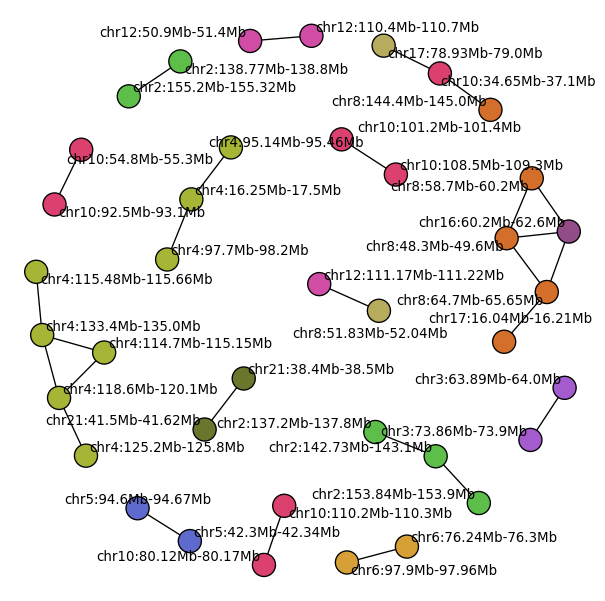 chr12:110.4Mb-110.7Mb
chr12:50.9Mb-51.4Mb
chr17:78.93Mb-79.0Mb
chr2:138.77Mb-138.8Mb
chr10:34.65Mb-37.1Mb
chr2:155.2Mb-155.32Mb
chr8:144.4Mb-145.0Mb
chr10:101.2Mb-101.4Mb
chr4:95.14Mb-95.46Mb
chr10:54.8Mb-55.3Mb
chr10:108.5Mb-109.3Mb
chr8:58.7Mb-60.2Mb
chr4:16.25Mb-17.5Mb
chr10:92.5Mb-93.1Mb
chr16:60.2Mb-62.6Mb
chr8:48.3Mb-49.6Mb
chr4:97.7Mb-98.2Mb
chr12:111.17Mb-111.22Mb
chr4:115.48Mb-115.66Mb
chr8:64.7Mb-65.65Mb
chr17:16.04Mb-16.21Mb
chr4:133.4Mb-135.0Mb
chr8:51.83Mb-52.04Mb
chr4:114.7Mb-115.15Mb
chr21:38.4Mb-38.5Mb
chr3:63.89Mb-64.0Mb
chr4:118.6Mb-120.1Mb
chr21:41.5Mb-41.62Mb
chr2:137.2Mb-137.8Mb
chr3:73.86Mb-73.9Mb
chr4:125.2Mb-125.8Mb
chr2:142.73Mb-143.1Mb
chr5:94.6Mb-94.67Mb
chr2:153.84Mb-153.9Mb
chr10:110.2Mb-110.3Mb
chr5:42.3Mb-42.34Mb
chr6:76.24Mb-76.3Mb
chr10:80.12Mb-80.17Mb
chr6:97.9Mb-97.96Mb